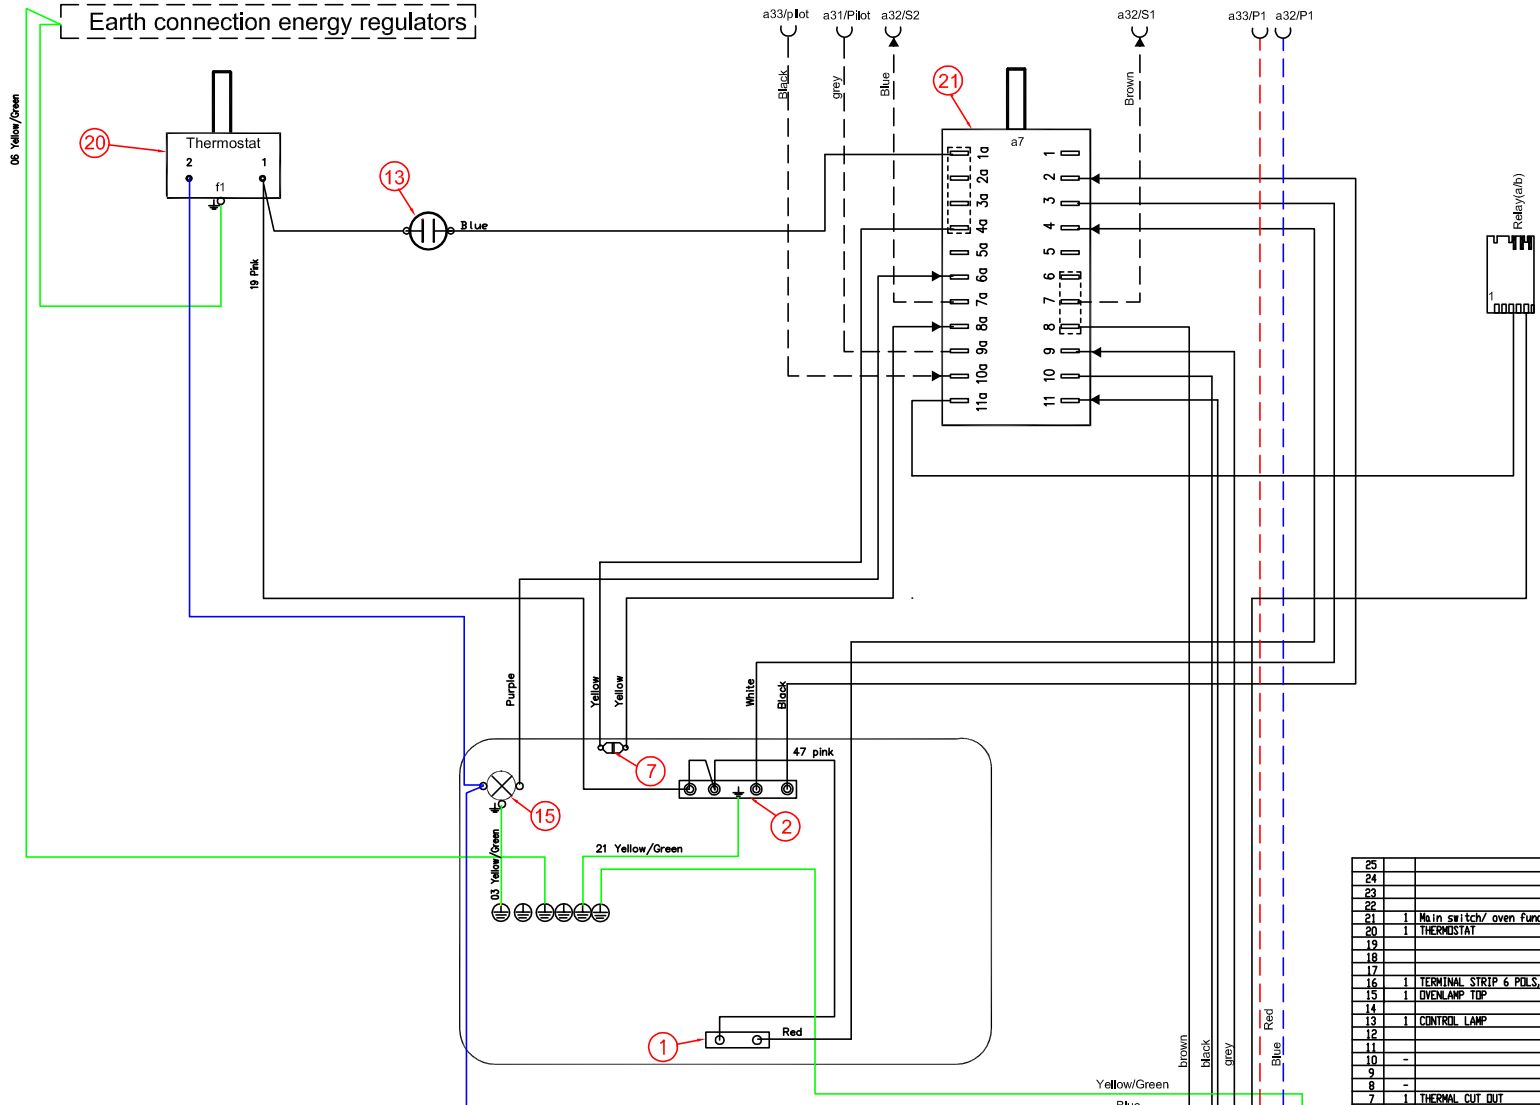 Earth connection energy regulators
a33/pilot
a31/Pilot
a32/S2
a32/S1
a33/P1
a32/P1
Black
grey
Blue
Brown
06 Yellow/Green
20
Thermostat
2
1
f1
13
Blue
19 Pink
21
a7
1a
2a
3a
4a
5a
6a
7a
8a
9a
10a
11a
1
2
3
4
5
6
7
8
9
10
11
Relay(a/b)
1
Purple
Yellow
Yellow
White
Black
47 pink
7
15
2
03 Yellow/Green
21 Yellow/Green
1
Red
brown
black
grey
Red
Blue
Yellow/Green
Blue
25
24
23
22
21 1 Main switch/ oven func
20 1 THERMOSTAT
19
18
17
16 1 TERMINAL STRIP 6 POLS,
15 1 OVENLAMP TOP
14
13 1 CONTROL LAMP
12
11
10 -
9
8 -
7 1 THERMAL CUT OUT